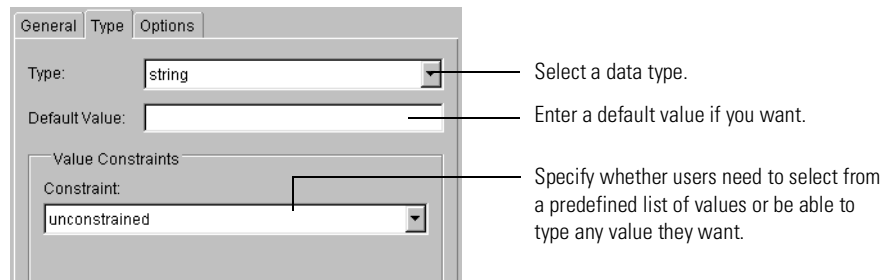 General Type Options
Type: string
Select a data type.
Default Value:
Enter a default value if you want.
Value Constraints
Constraint:
unconstrained
Specify whether users need to select from
a predefined list of values or be able to
type any value they want.